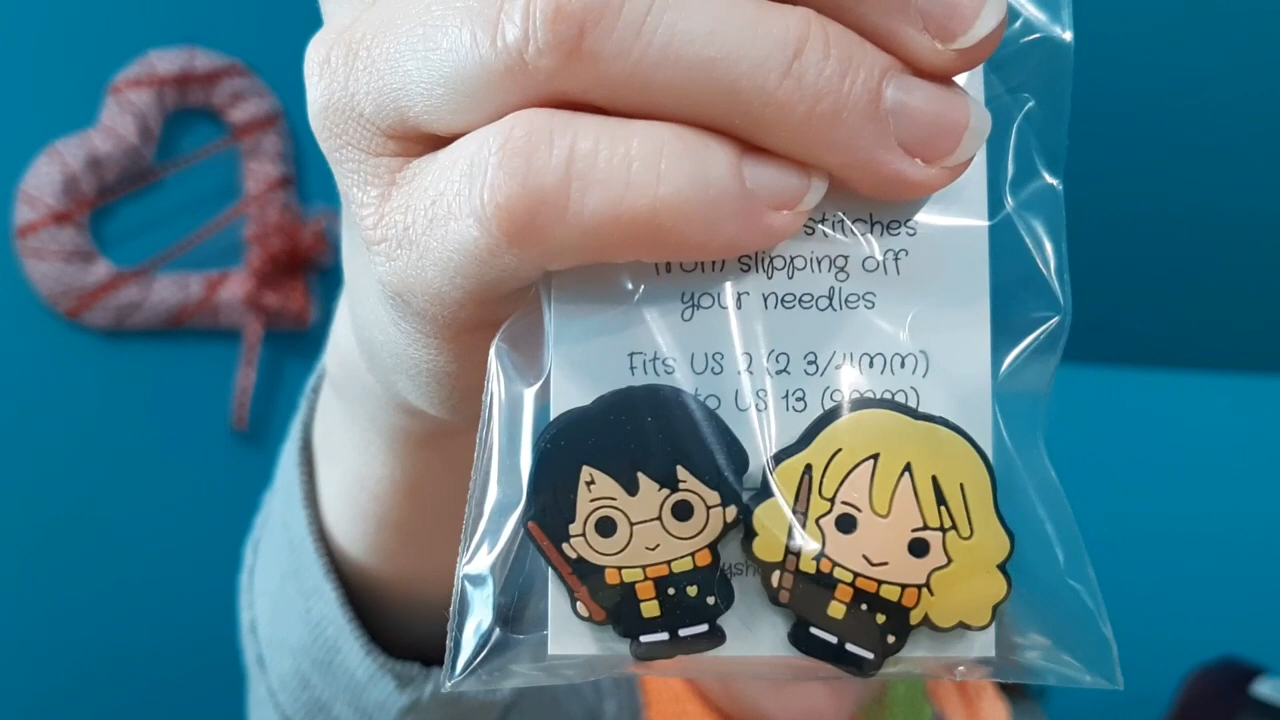 stitches
from slipping off
your needles
Fits US 2 (2 3/4mm)
to US 13 (9mm)